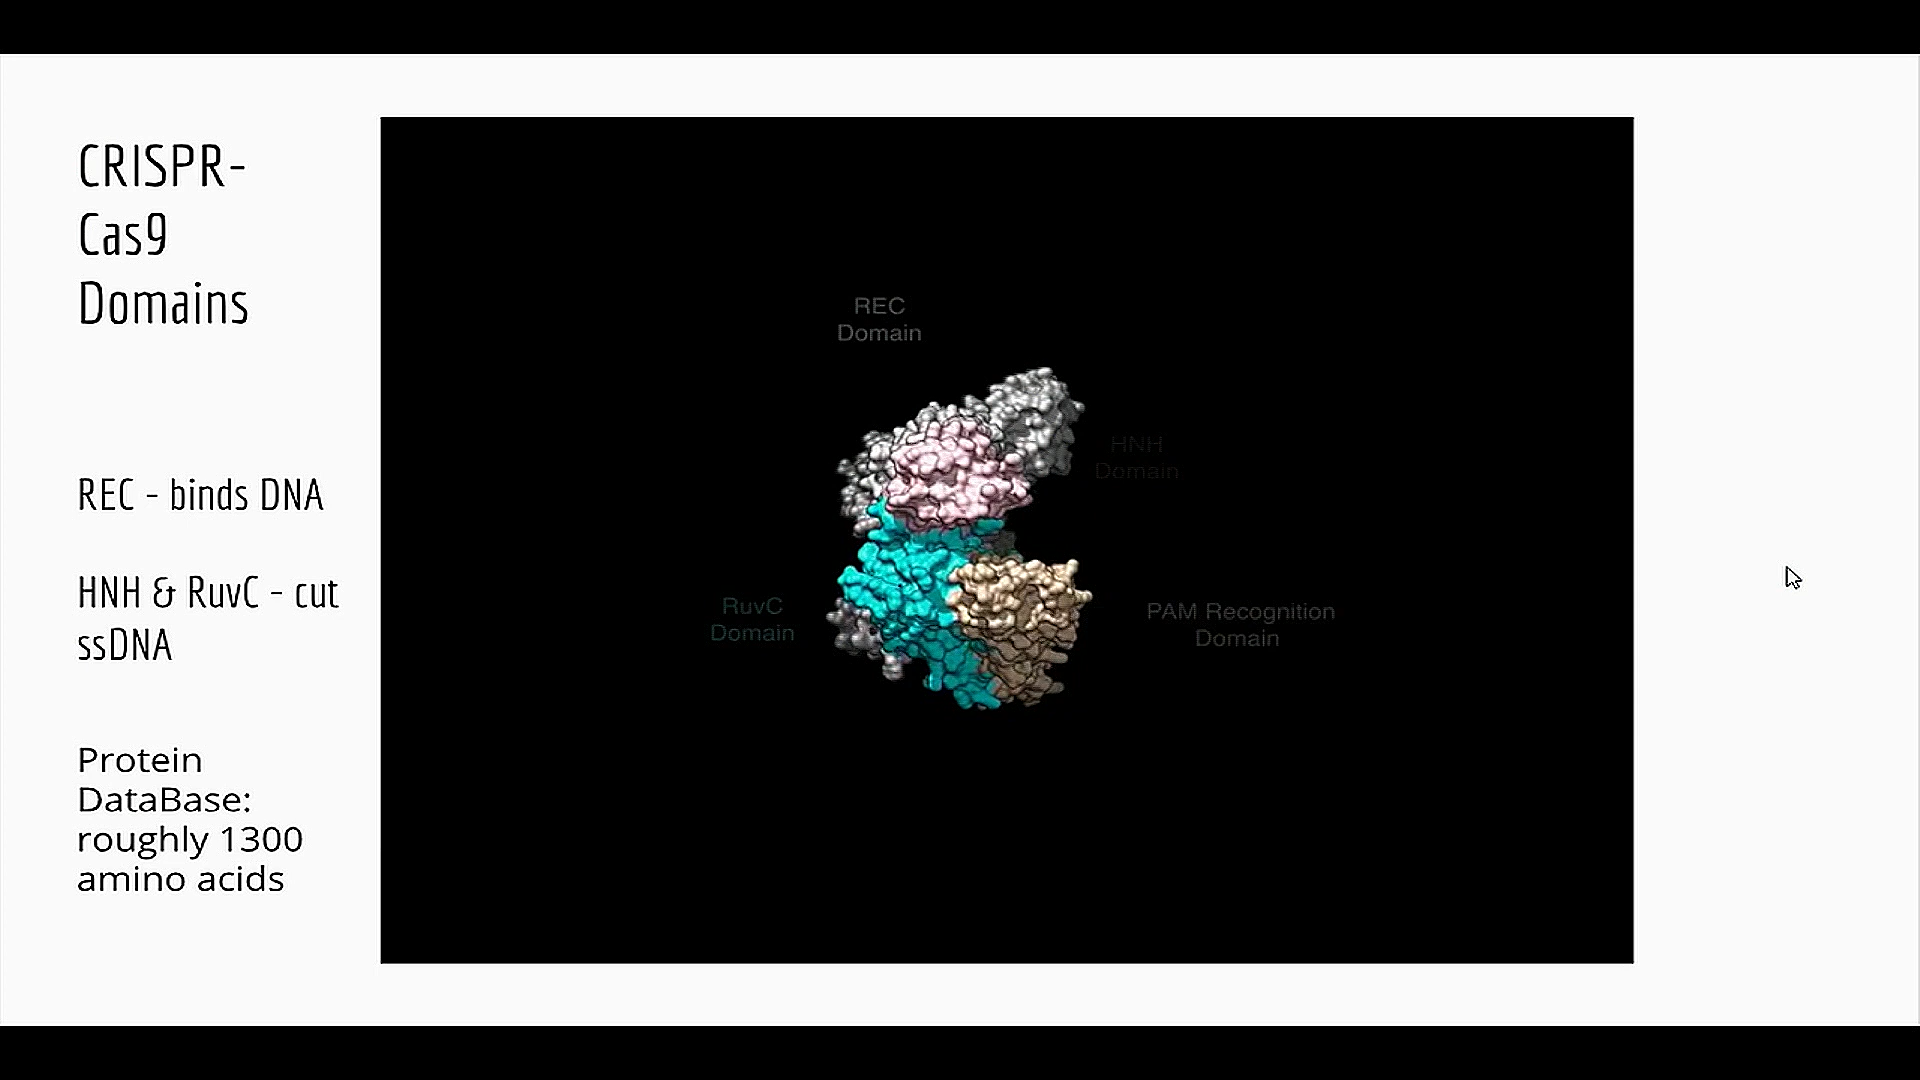 CRISPR-
Cas9
Domains
REC - binds DNA
HNH & RuvC - cut
ssDNA
Protein
DataBase:
roughly 1300
amino acids
REC
Domain
HNH
Domain
RuvC
Domain
PAM Recognition
Domain